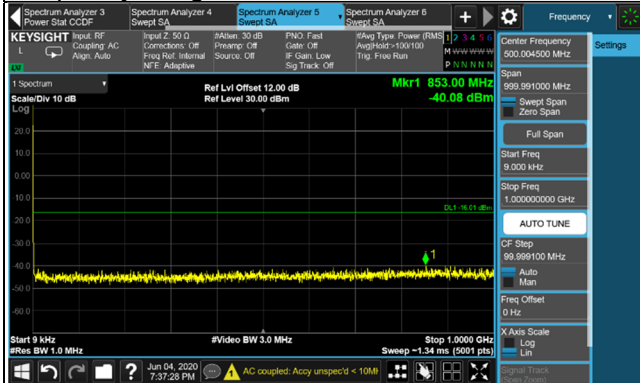 Spectrum Analyzer 3
Power Stat CCDF
Spectrum Analyzer 4
Swept SA
Spectrum Analyzer 5
Swept SA
Spectrum Analyzer 6
Swept SA
+
Frequency
KEYSIGHT
L
LXI
Input: RF
Coupling: AC
Align: Auto
Input Z: 50 Ω
Corrections: Off
Freq Ref: Internal
NFE: Adaptive
#Atten: 30 dB
Preamp: Off
Source: Off
PNO: Fast
Gate: Off
IF Gain: Low
Sig Track: Off
#Avg Type: Power (RMS
Avg|Hold:>100/100
Trig: Free Run
1 2 3 4 5 6
M W W W W W
P N N N N N
Center Frequency
500.004500 MHz
Settings
1 Spectrum
Scale/Div 10 dB
Ref Lvl Offset 12.00 dB
Ref Level 30.00 dBm
Mkr1 853.00 MHz
-40.08 dBm
Span
999.991000 MHz
Swept Span
Zero Span
Full Span
Start Freq
9.000 kHz
Stop Freq
1.000000000 GHz
AUTO TUNE
CF Step
99.999100 MHz
Auto
Man
Freq Offset
0 Hz
X Axis Scale
Log
Lin
Signal Track
(Span Zoom)
Log
20.0
10.0
0.00
-10.0
DL1 -16.01 dBm
-20.0
-30.0
1
-40.0
-50.0
-60.0
Start 9 kHz
#Res BW 1.0 MHz
#Video BW 3.0 MHz
Stop 1.0000 GHz
Sweep ~1.34 ms (5001 pts)
?
Jun 04, 2020
7:37:28 PM
AC coupled: Accy unspec'd < 10MH